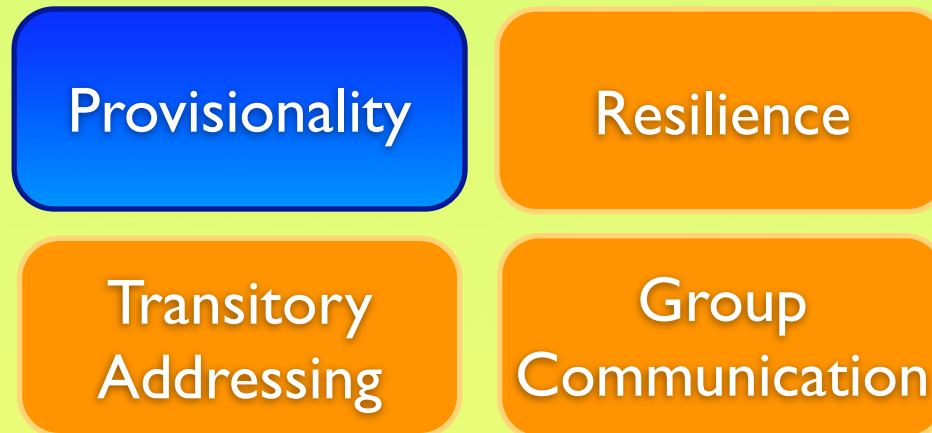 Provisionality
Resilience
Transitory
Addressing
Group
Communication